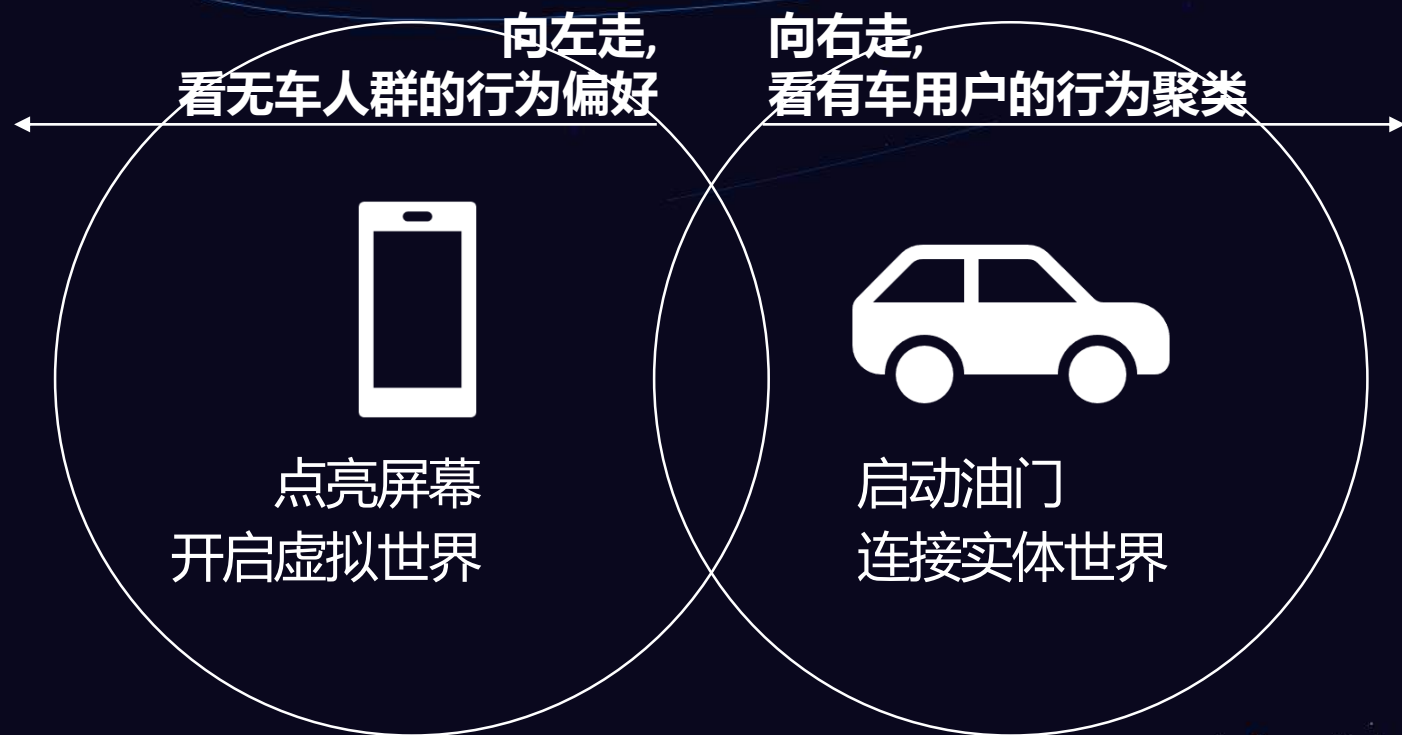 向左走,
看无车人群的行为偏好
向右走,
看有车用户的行为聚类
点亮屏幕
开启虚拟世界
启动油门
连接实体世界